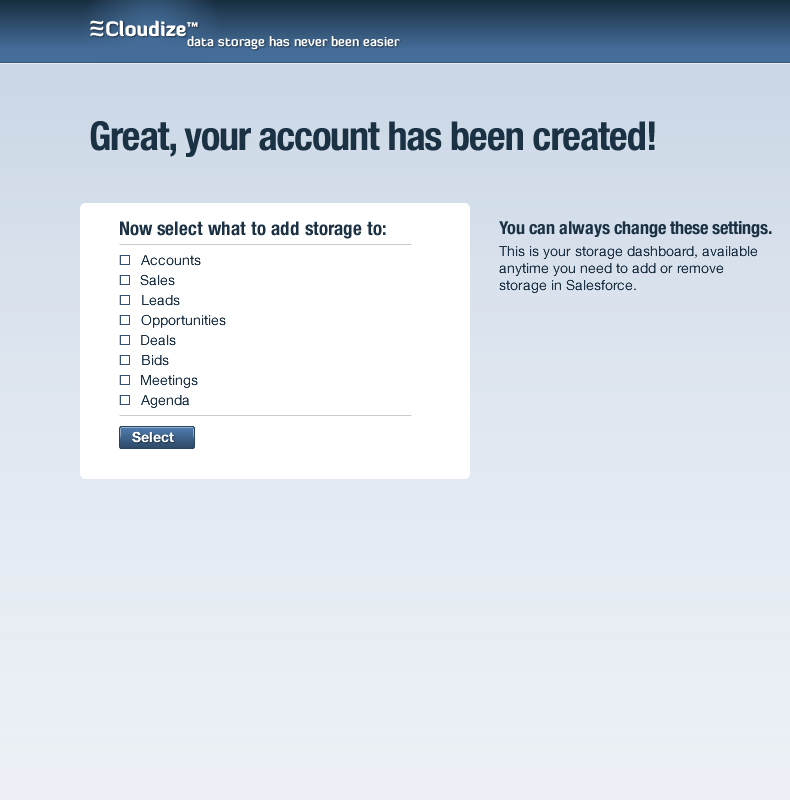 Cloudize™
data storage has never been easier
Great, your account has been created!
Now select what to add storage to:
Accounts
Sales
Leads
Opportunities
Deals
Bids
Meetings
Agenda
Select
You can always change these settings.
This is your storage dashboard, available
anytime you need to add or remove
storage in Salesforce.